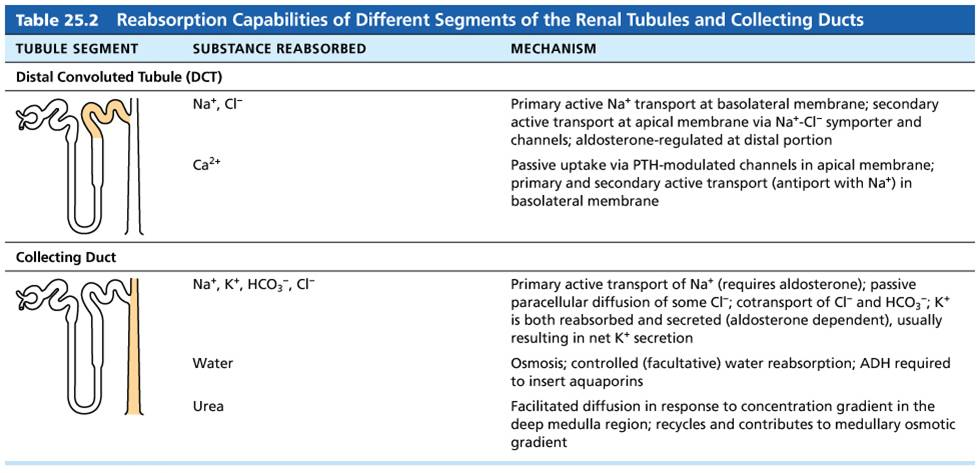 Table 25.2 Reabsorption Capabilities of Different Segments of the Renal Tubules and Collecting Ducts
TUBULE SEGMENT SUBSTANCE REABSORBED MECHANISM
Distal Convoluted Tubule (DCT)
Na⁺, Cl⁻ Primary active Na⁺ transport at basolateral membrane; secondary
active transport at apical membrane via Na⁺-Cl⁻ symporter and
channels; aldosterone-regulated at distal portion
Ca²⁺ Passive uptake via PTH-modulated channels in apical membrane;
primary and secondary active transport (antiport with Na⁺) in
basolateral membrane
Collecting Duct
Na⁺, K⁺, HCO₃⁻, Cl⁻ Primary active transport of Na⁺ (requires aldosterone); passive
paracellular diffusion of some Cl⁻; cotransport of Cl⁻ and HCO₃⁻; K⁺
is both reabsorbed and secreted (aldosterone dependent), usually
resulting in net K⁺ secretion
Water Osmosis; controlled (facultative) water reabsorption; ADH required
to insert aquaporins
Urea Facilitated diffusion in response to concentration gradient in the
deep medulla region; recycles and contributes to medullary osmotic
gradient